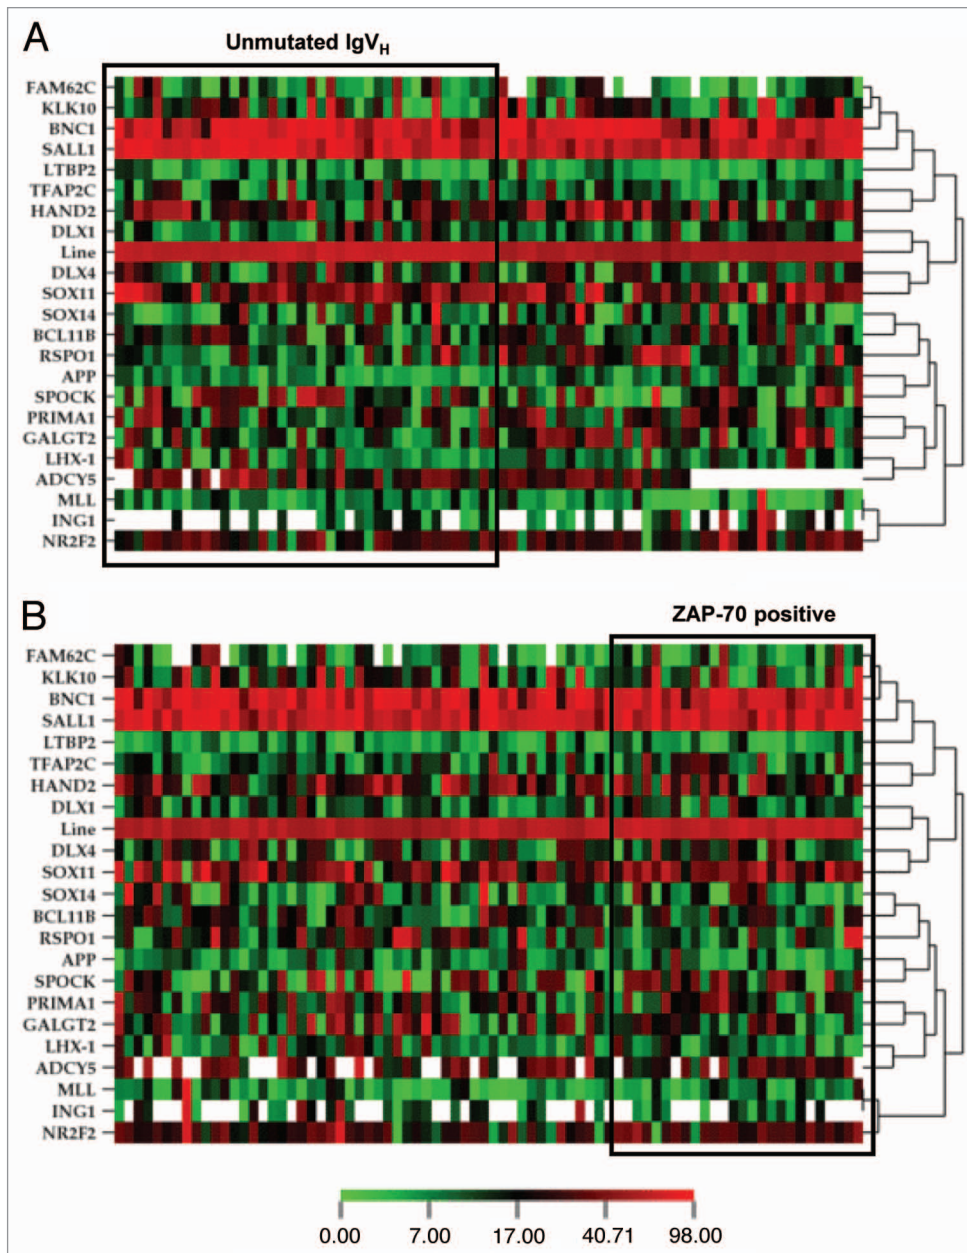 A
Unmutated IgVH
FAM62C
KLK10
BNC1
SALL1
LTBP2
TFAP2C
HAND2
DLX1
Line
DLX4
SOX11
SOX14
BCL11B
RSPO1
APP
SPOCK
PRIMA1
GALGT2
LHX-1
ADCY5
MLL
ING1
NR2F2
B
ZAP-70 positive
FAM62C
KLK10
BNC1
SALL1
LTBP2
TFAP2C
HAND2
DLX1
Line
DLX4
SOX11
SOX14
BCL11B
RSPO1
APP
SPOCK
PRIMA1
GALGT2
LHX-1
ADCY5
MLL
ING1
NR2F2
0.00 7.00 17.00 40.71 98.00